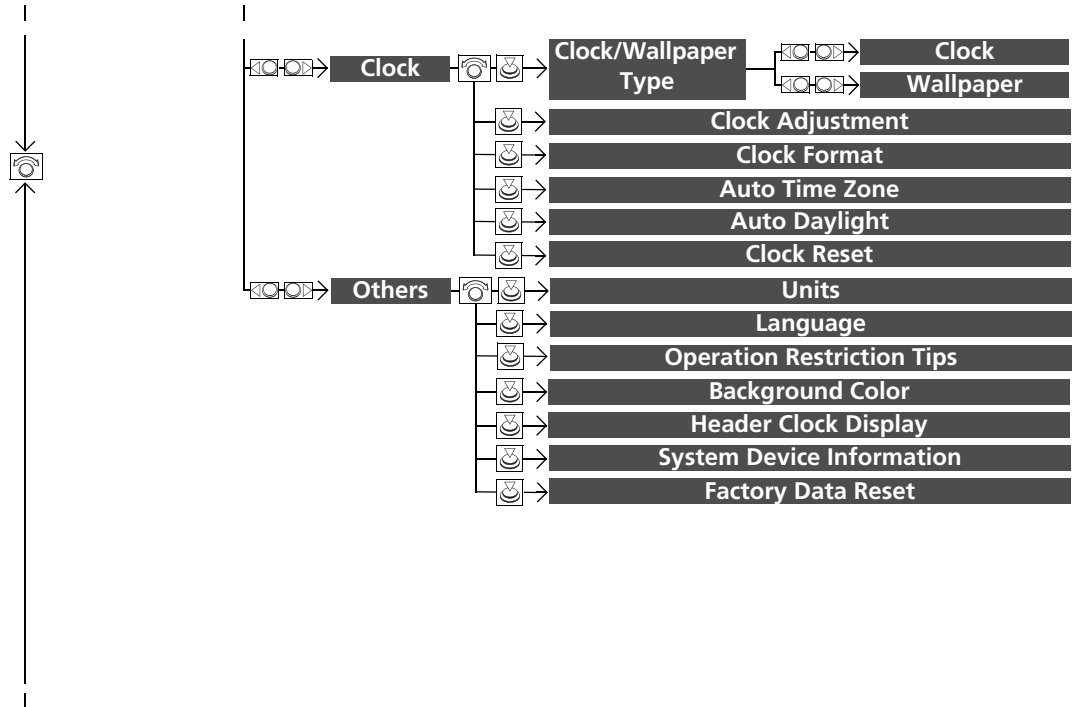 Clock
Clock/Wallpaper
Type
Clock
Wallpaper
Clock Adjustment
Clock Format
Auto Time Zone
Auto Daylight
Clock Reset
Others
Units
Language
Operation Restriction Tips
Background Color
Header Clock Display
System Device Information
Factory Data Reset